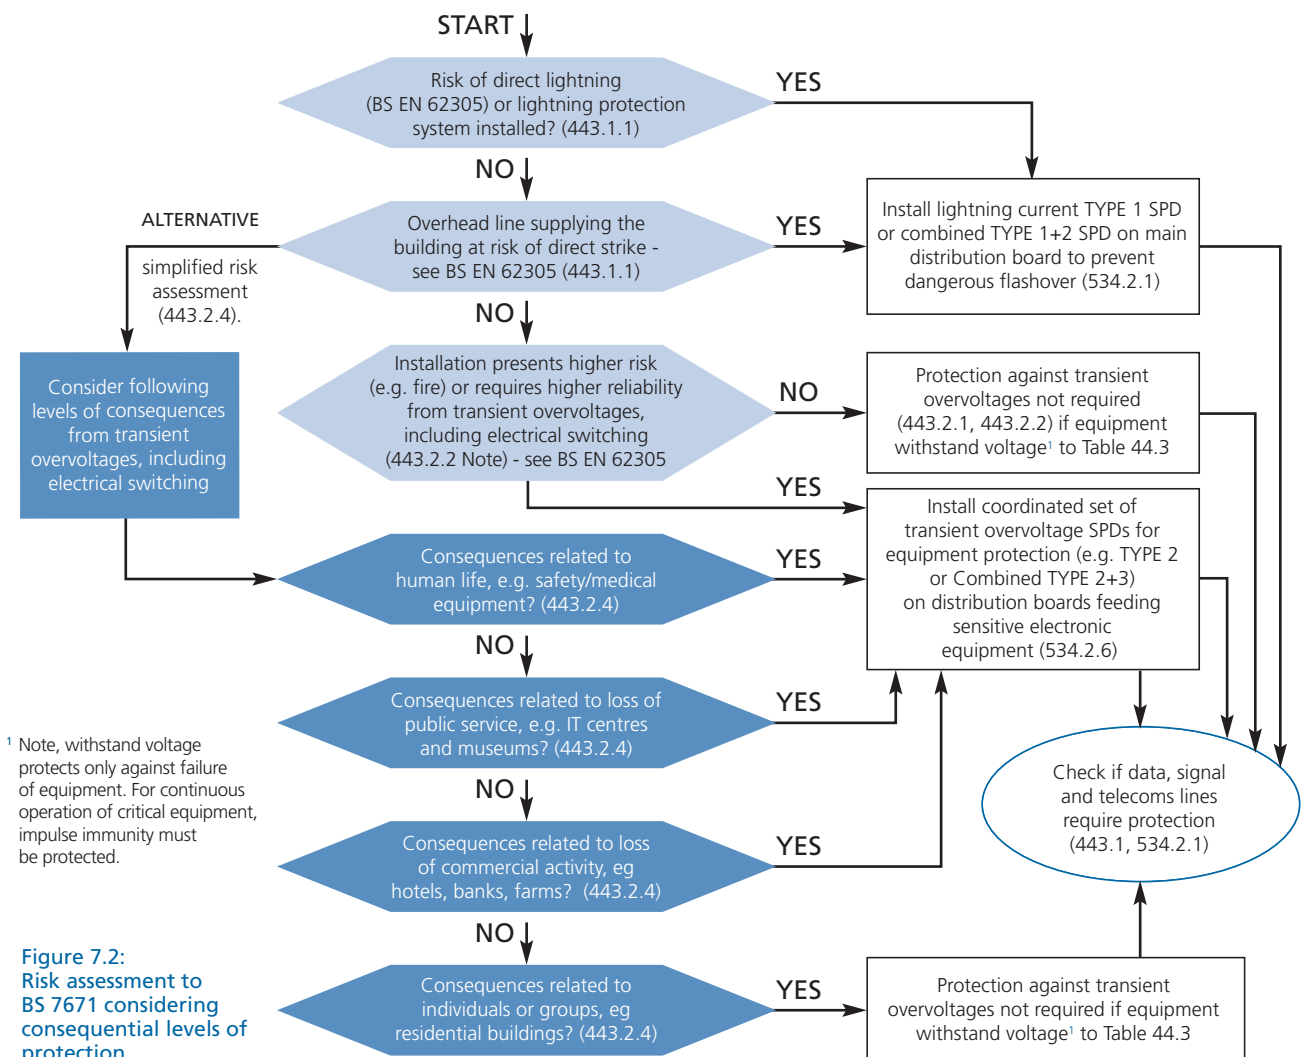 START
Risk of direct lightning
(BS EN 62305) or lightning protection
system installed? (443.1.1)
YES
NO
ALTERNATIVE
simplified risk
assessment
(443.2.4).
Overhead line supplying the
building at risk of direct strike -
see BS EN 62305 (443.1.1)
YES
Install lightning current TYPE 1 SPD
or combined TYPE 1+2 SPD on main
distribution board to prevent
dangerous flashover (534.2.1)
NO
Consider following
levels of consequences
from transient
overvoltages, including
electrical switching
Installation presents higher risk
(e.g. fire) or requires higher reliability
from transient overvoltages,
including electrical switching
(443.2.2 Note) - see BS EN 62305
NO
Protection against transient
overvoltages not required
(443.2.1, 443.2.2) if equipment
withstand voltage¹ to Table 44.3
YES
Install coordinated set of
transient overvoltage SPDs for
equipment protection (e.g. TYPE 2
or Combined TYPE 2+3)
on distribution boards feeding
sensitive electronic
equipment (534.2.6)
Consequences related to
human life, e.g. safety/medical
equipment? (443.2.4)
YES
NO
Consequences related to loss of
public service, e.g. IT centres
and museums? (443.2.4)
YES
¹ Note, withstand voltage
protects only against failure
of equipment. For continuous
operation of critical equipment,
impulse immunity must
be protected.
NO
Check if data, signal
and telecoms lines
require protection
(443.1, 534.2.1)
Consequences related to loss
of commercial activity, eg
hotels, banks, farms? (443.2.4)
YES
NO
Figure 7.2:
Risk assessment to
BS 7671 considering
consequential levels of
protection
Consequences related to
individuals or groups, eg
residential buildings? (443.2.4)
YES
Protection against transient
overvoltages not required if equipment
withstand voltage¹ to Table 44.3